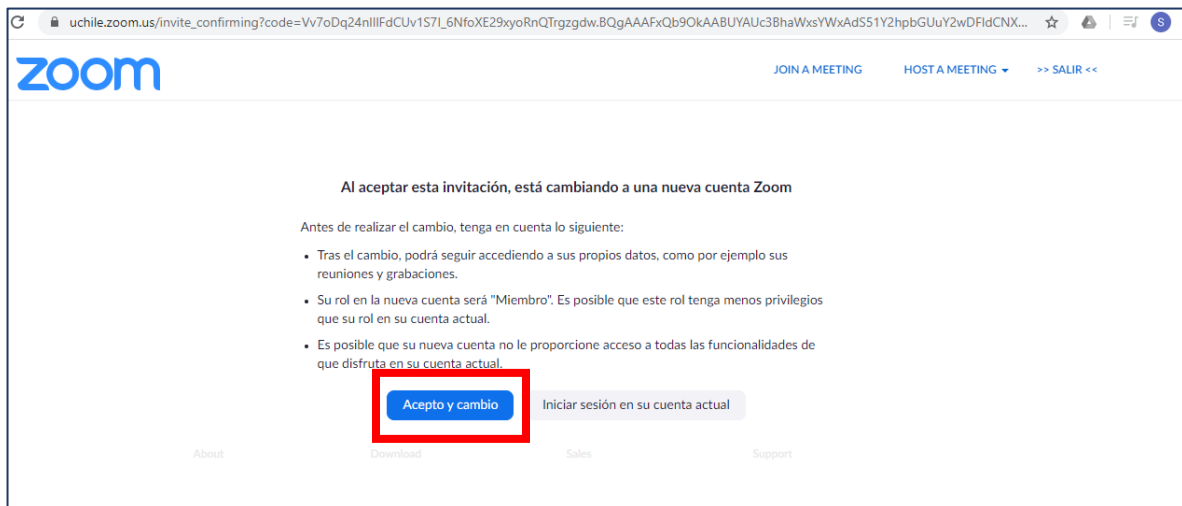 uchile.zoom.us/invite_confirming?code=Vv7oDq24nIlIFdCUv1S7I_6NfoXE29xyoRnQTrgzgdw.BQgAAAFxQb9OkAABUYAUc3BhaWxsYWxAdS51Y2hpbGUuY2wDFldCNX...
S
zoom
JOIN A MEETING HOST A MEETING >> SALIR <<
Al aceptar esta invitación, está cambiando a una nueva cuenta Zoom
Antes de realizar el cambio, tenga en cuenta lo siguiente:
• Tras el cambio, podrá seguir accediendo a sus propios datos, como por ejemplo sus
reuniones y grabaciones.
• Su rol en la nueva cuenta será "Miembro". Es posible que este rol tenga menos privilegios
que su rol en su cuenta actual.
• Es posible que su nueva cuenta no le proporcione acceso a todas las funcionalidades de
que disfruta en su cuenta actual.
Acepto y cambio Iniciar sesión en su cuenta actual
About Download Sales Support